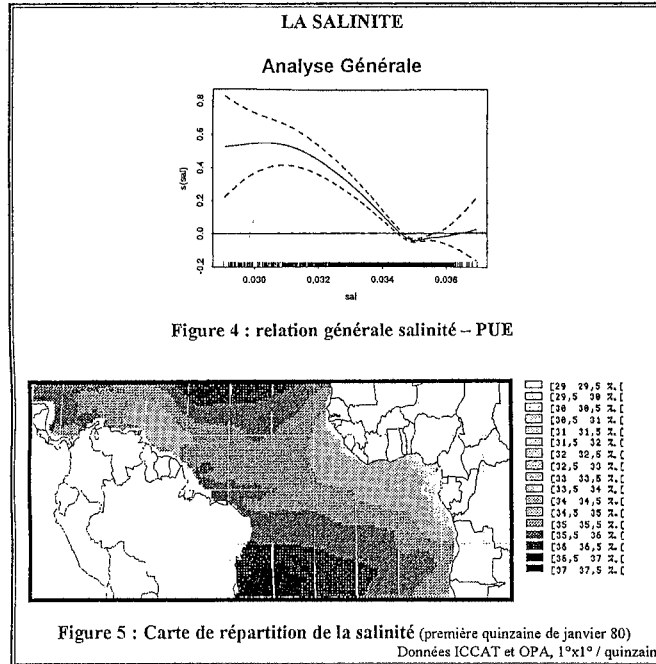 LA SALINITE
Analyse Générale
s(sal)
0.8
0.6
0.4
0.2
0.0
-0.2
0.030
0.032
0.034
0.036
sal
Figure 4 : relation générale salinité – PUE
[29 29,5 ‰[
[29,5 30 ‰[
[30 30,5 ‰[
[30,5 31 ‰[
[31 31,5 ‰[
[31,5 32 ‰[
[32 32,5 ‰[
[32,5 33 ‰[
[33 33,5 ‰[
[33,5 34 ‰[
[34 34,5 ‰[
[34,5 35 ‰[
[35 35,5 ‰[
[35,5 36 ‰[
[36 36,5 ‰[
[36,5 37 ‰[
[37 37,5 ‰[
Figure 5 : Carte de répartition de la salinité (première quinzaine de janvier 80)
Données ICCAT et OPA, 1°x1° / quinzain